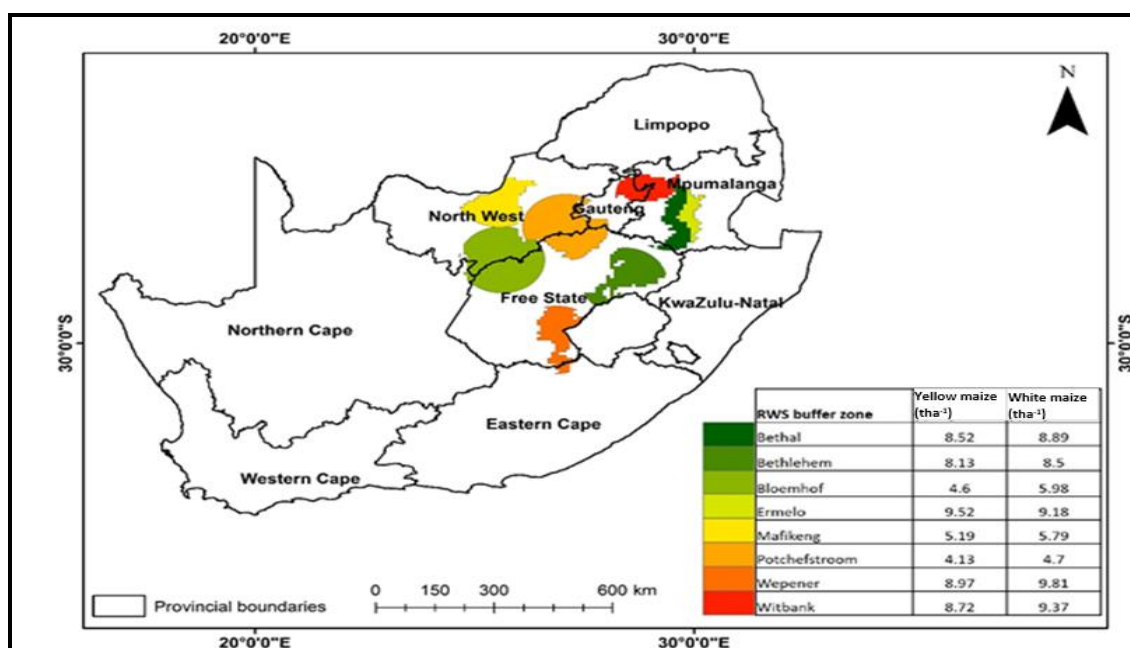 20°0'0"E 30°0'0"E
N
Limpopo
Mpumalanga
North West
Gauteng
Free State
KwaZulu-Natal
Northern Cape
30°0'0"S 30°0'0"S
Eastern Cape
Western Cape
RWS buffer zone Yellow maize (tha⁻¹) White maize (tha⁻¹)
Bethal 8.52 8.89
Bethlehem 8.13 8.5
Bloemhof 4.6 5.98
Ermelo 9.52 9.18
Mafikeng 5.19 5.79
Potchefstroom 4.13 4.7
Wepener 8.97 9.81
Witbank 8.72 9.37
0 150 300 600 km
Provincial boundaries
20°0'0"E 30°0'0"E